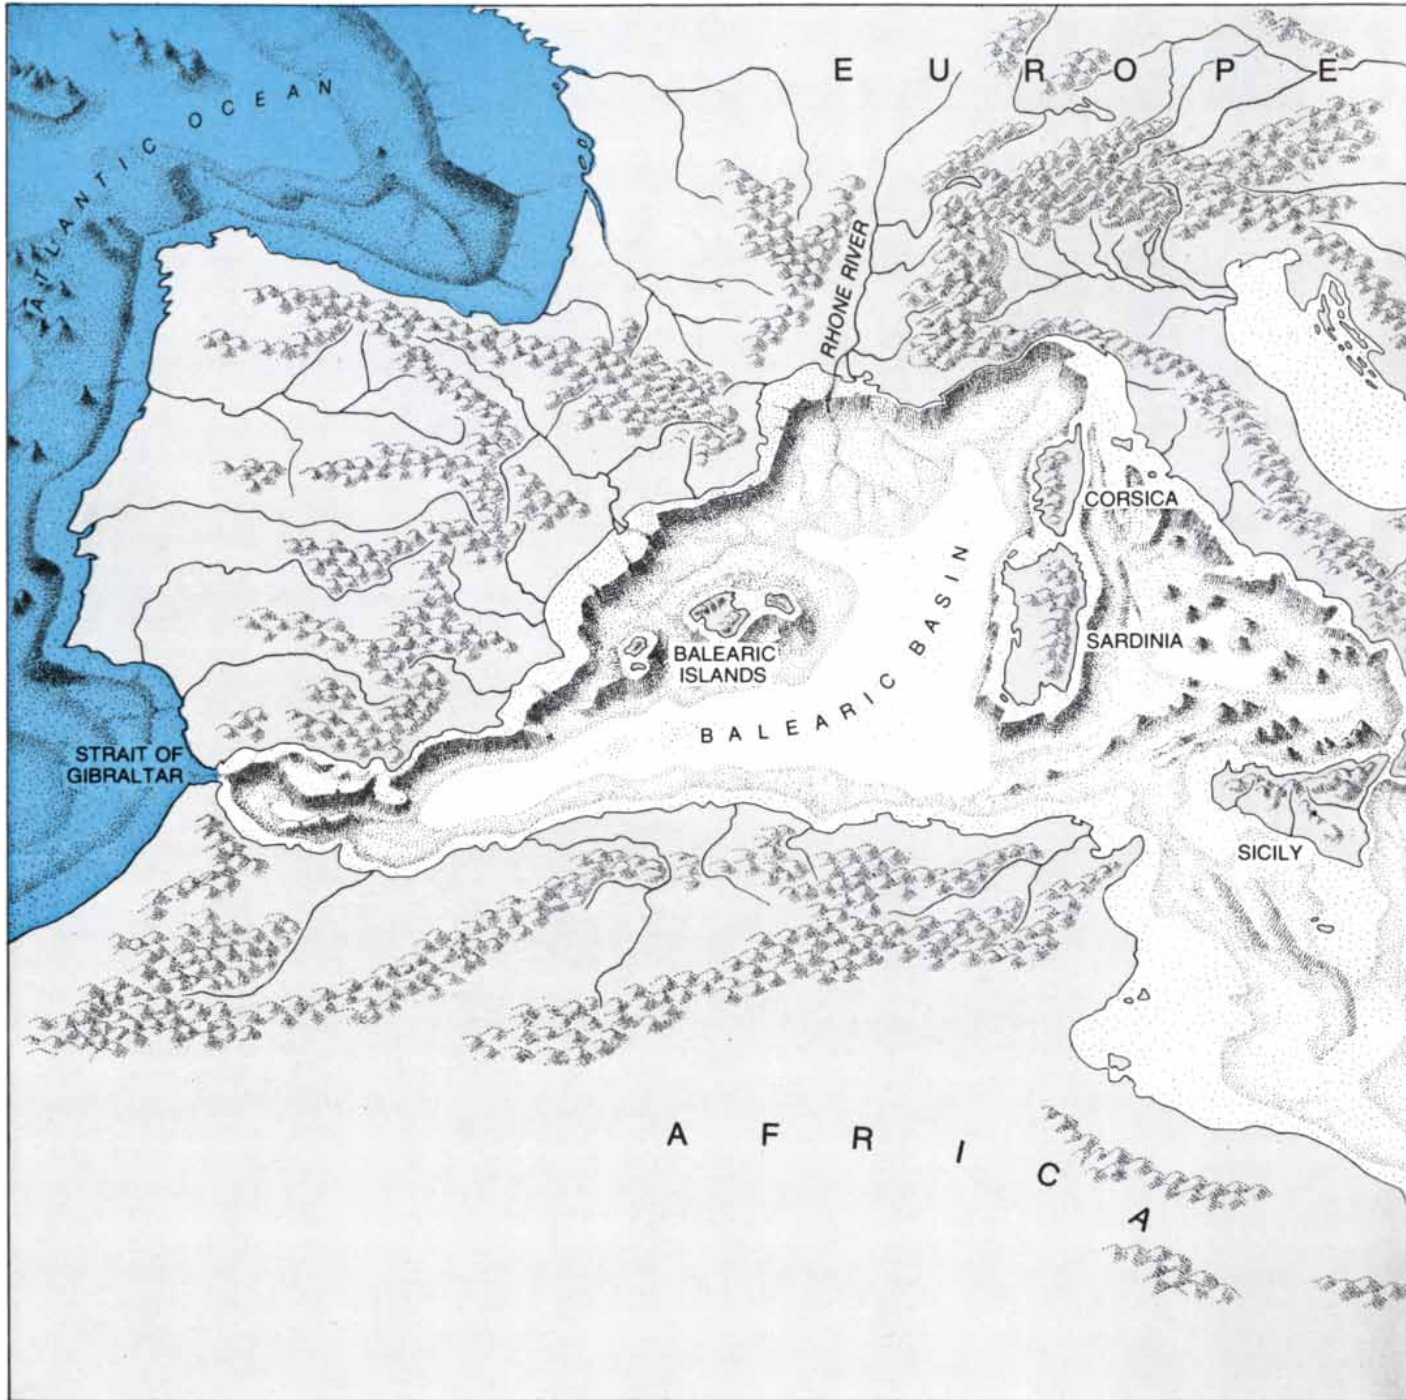 EUROPE
ATLANTIC OCEAN
RHONE RIVER
CORSICA
SARDINIA
BALEARIC
ISLANDS
BALEARIC BASIN
STRAIT OF
GIBRALTAR
SICILY
AFRICA